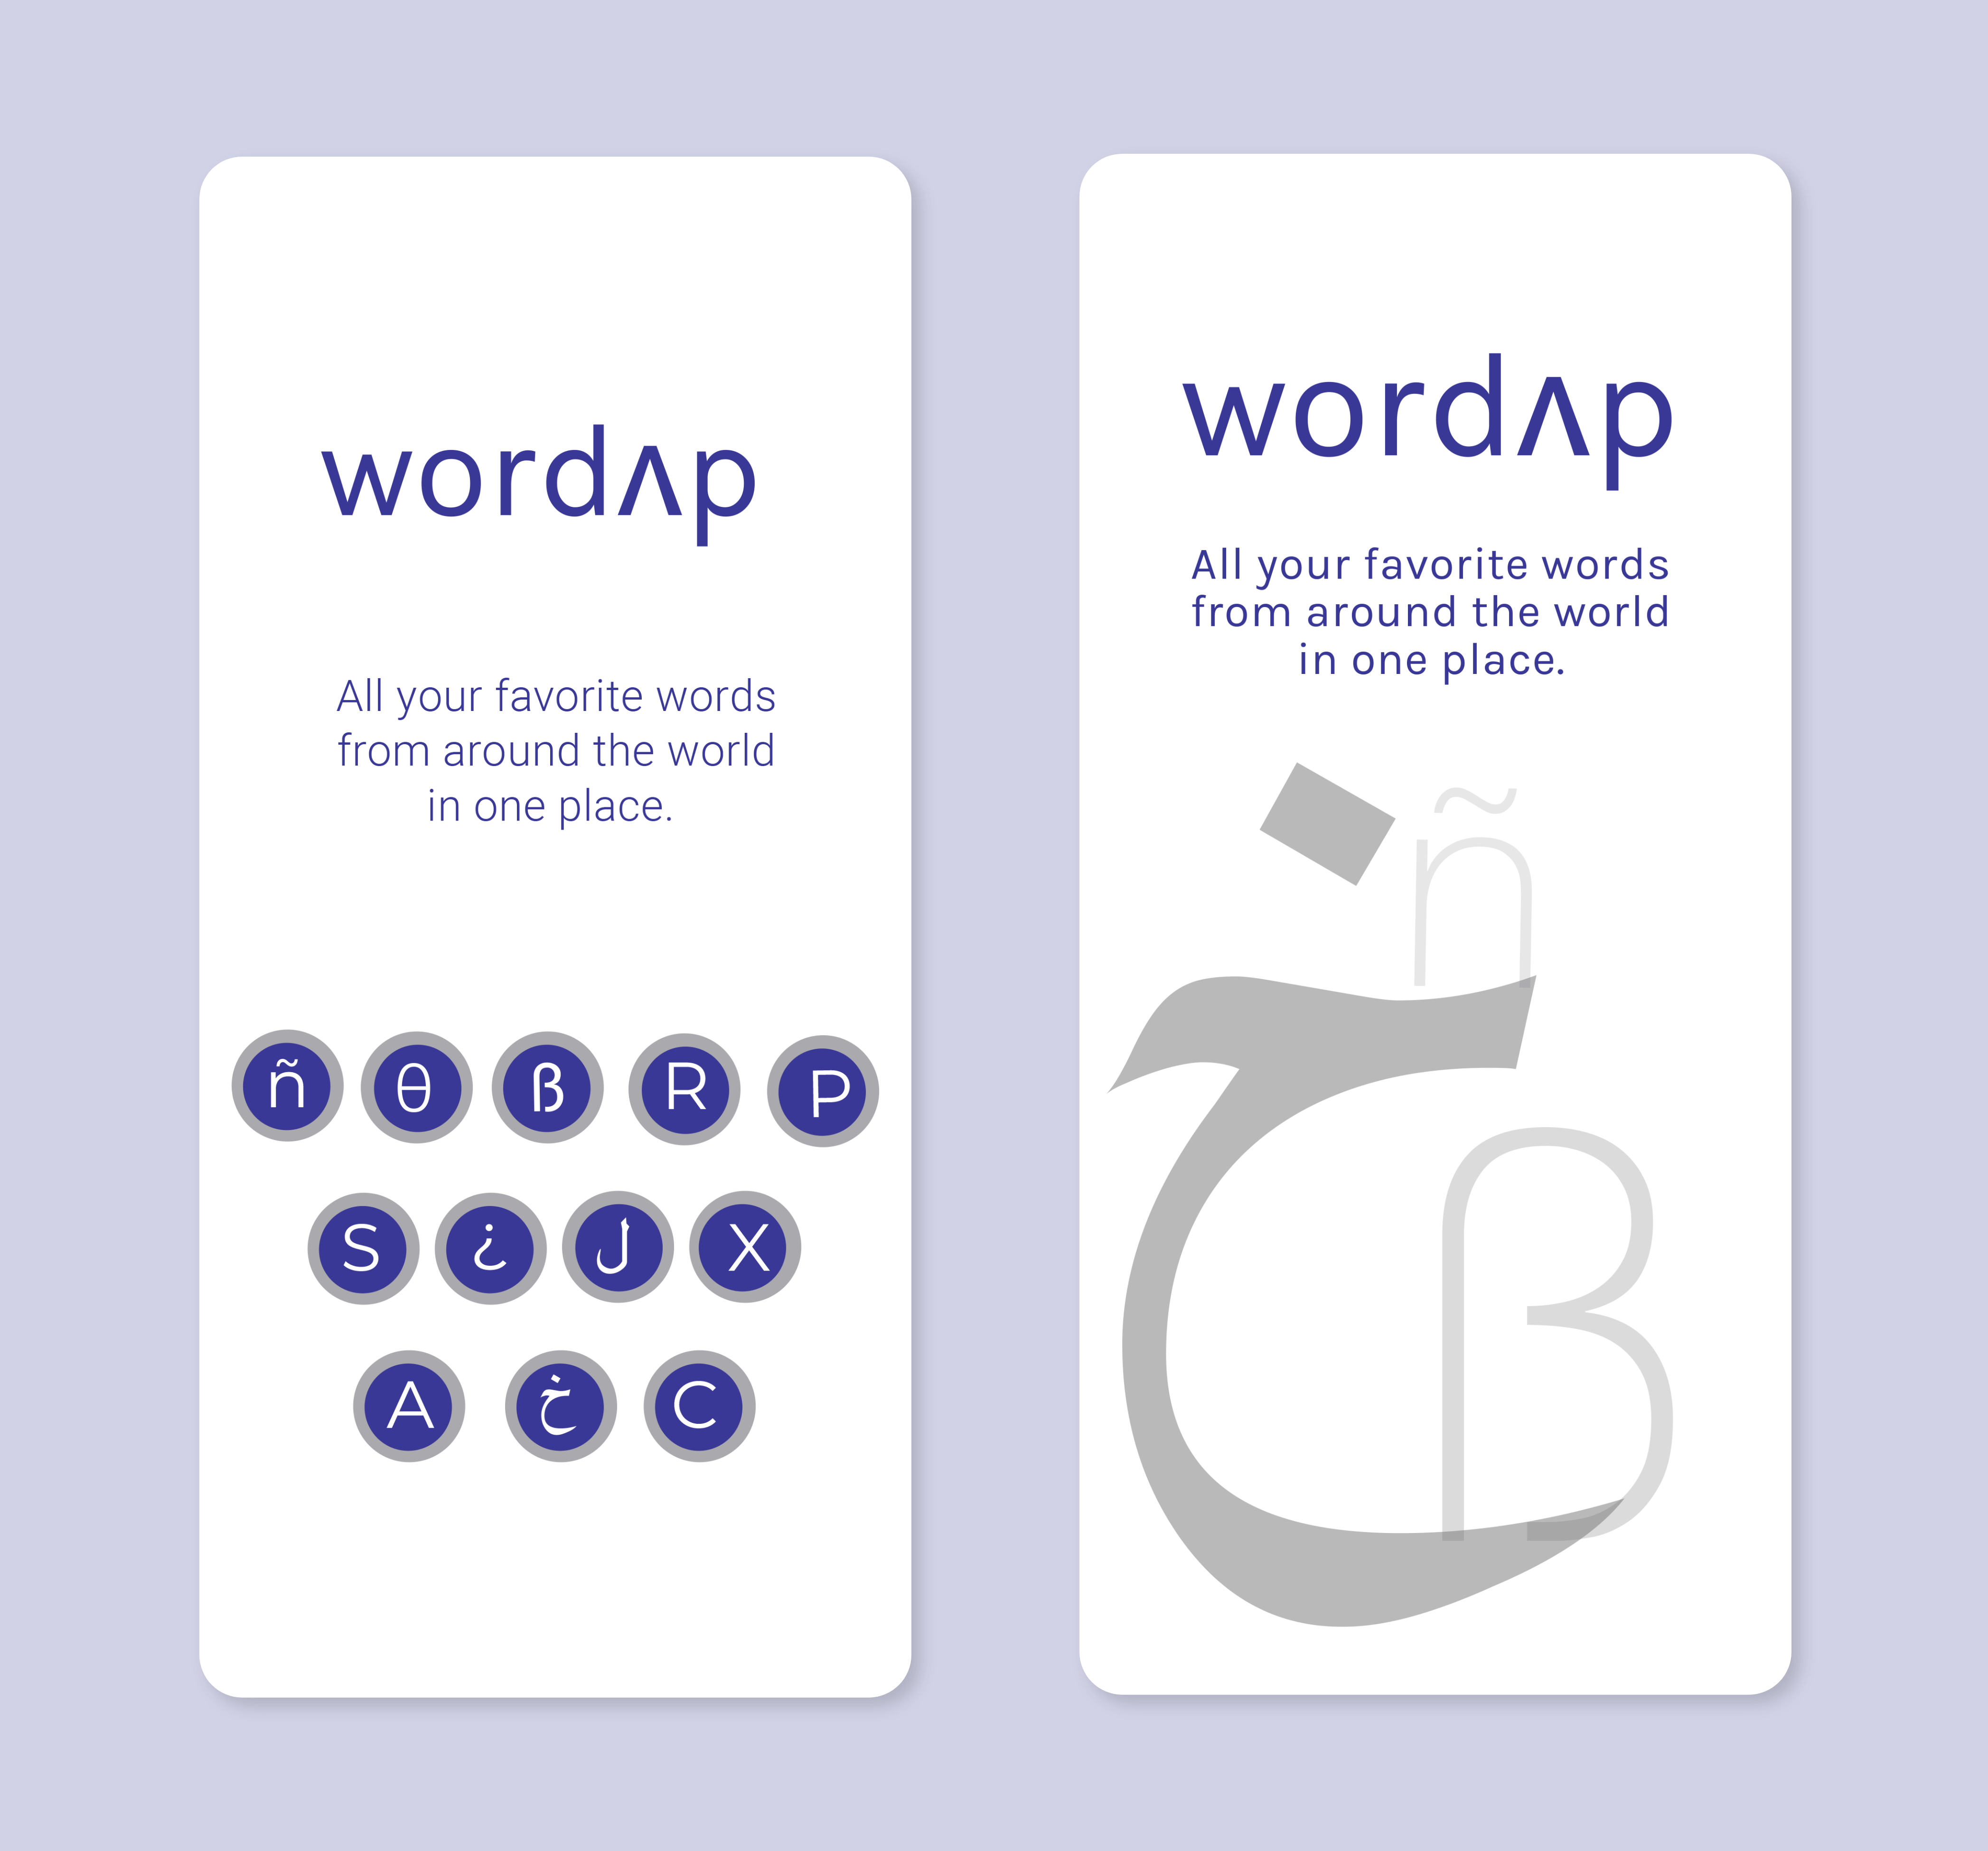 wordʌp
All your favorite words
from around the world
in one place.
ñ θ ß R P
S ¿ ل X
A خ C
wordʌp
All your favorite words
from around the world
in one place.
ñ
خ
ß